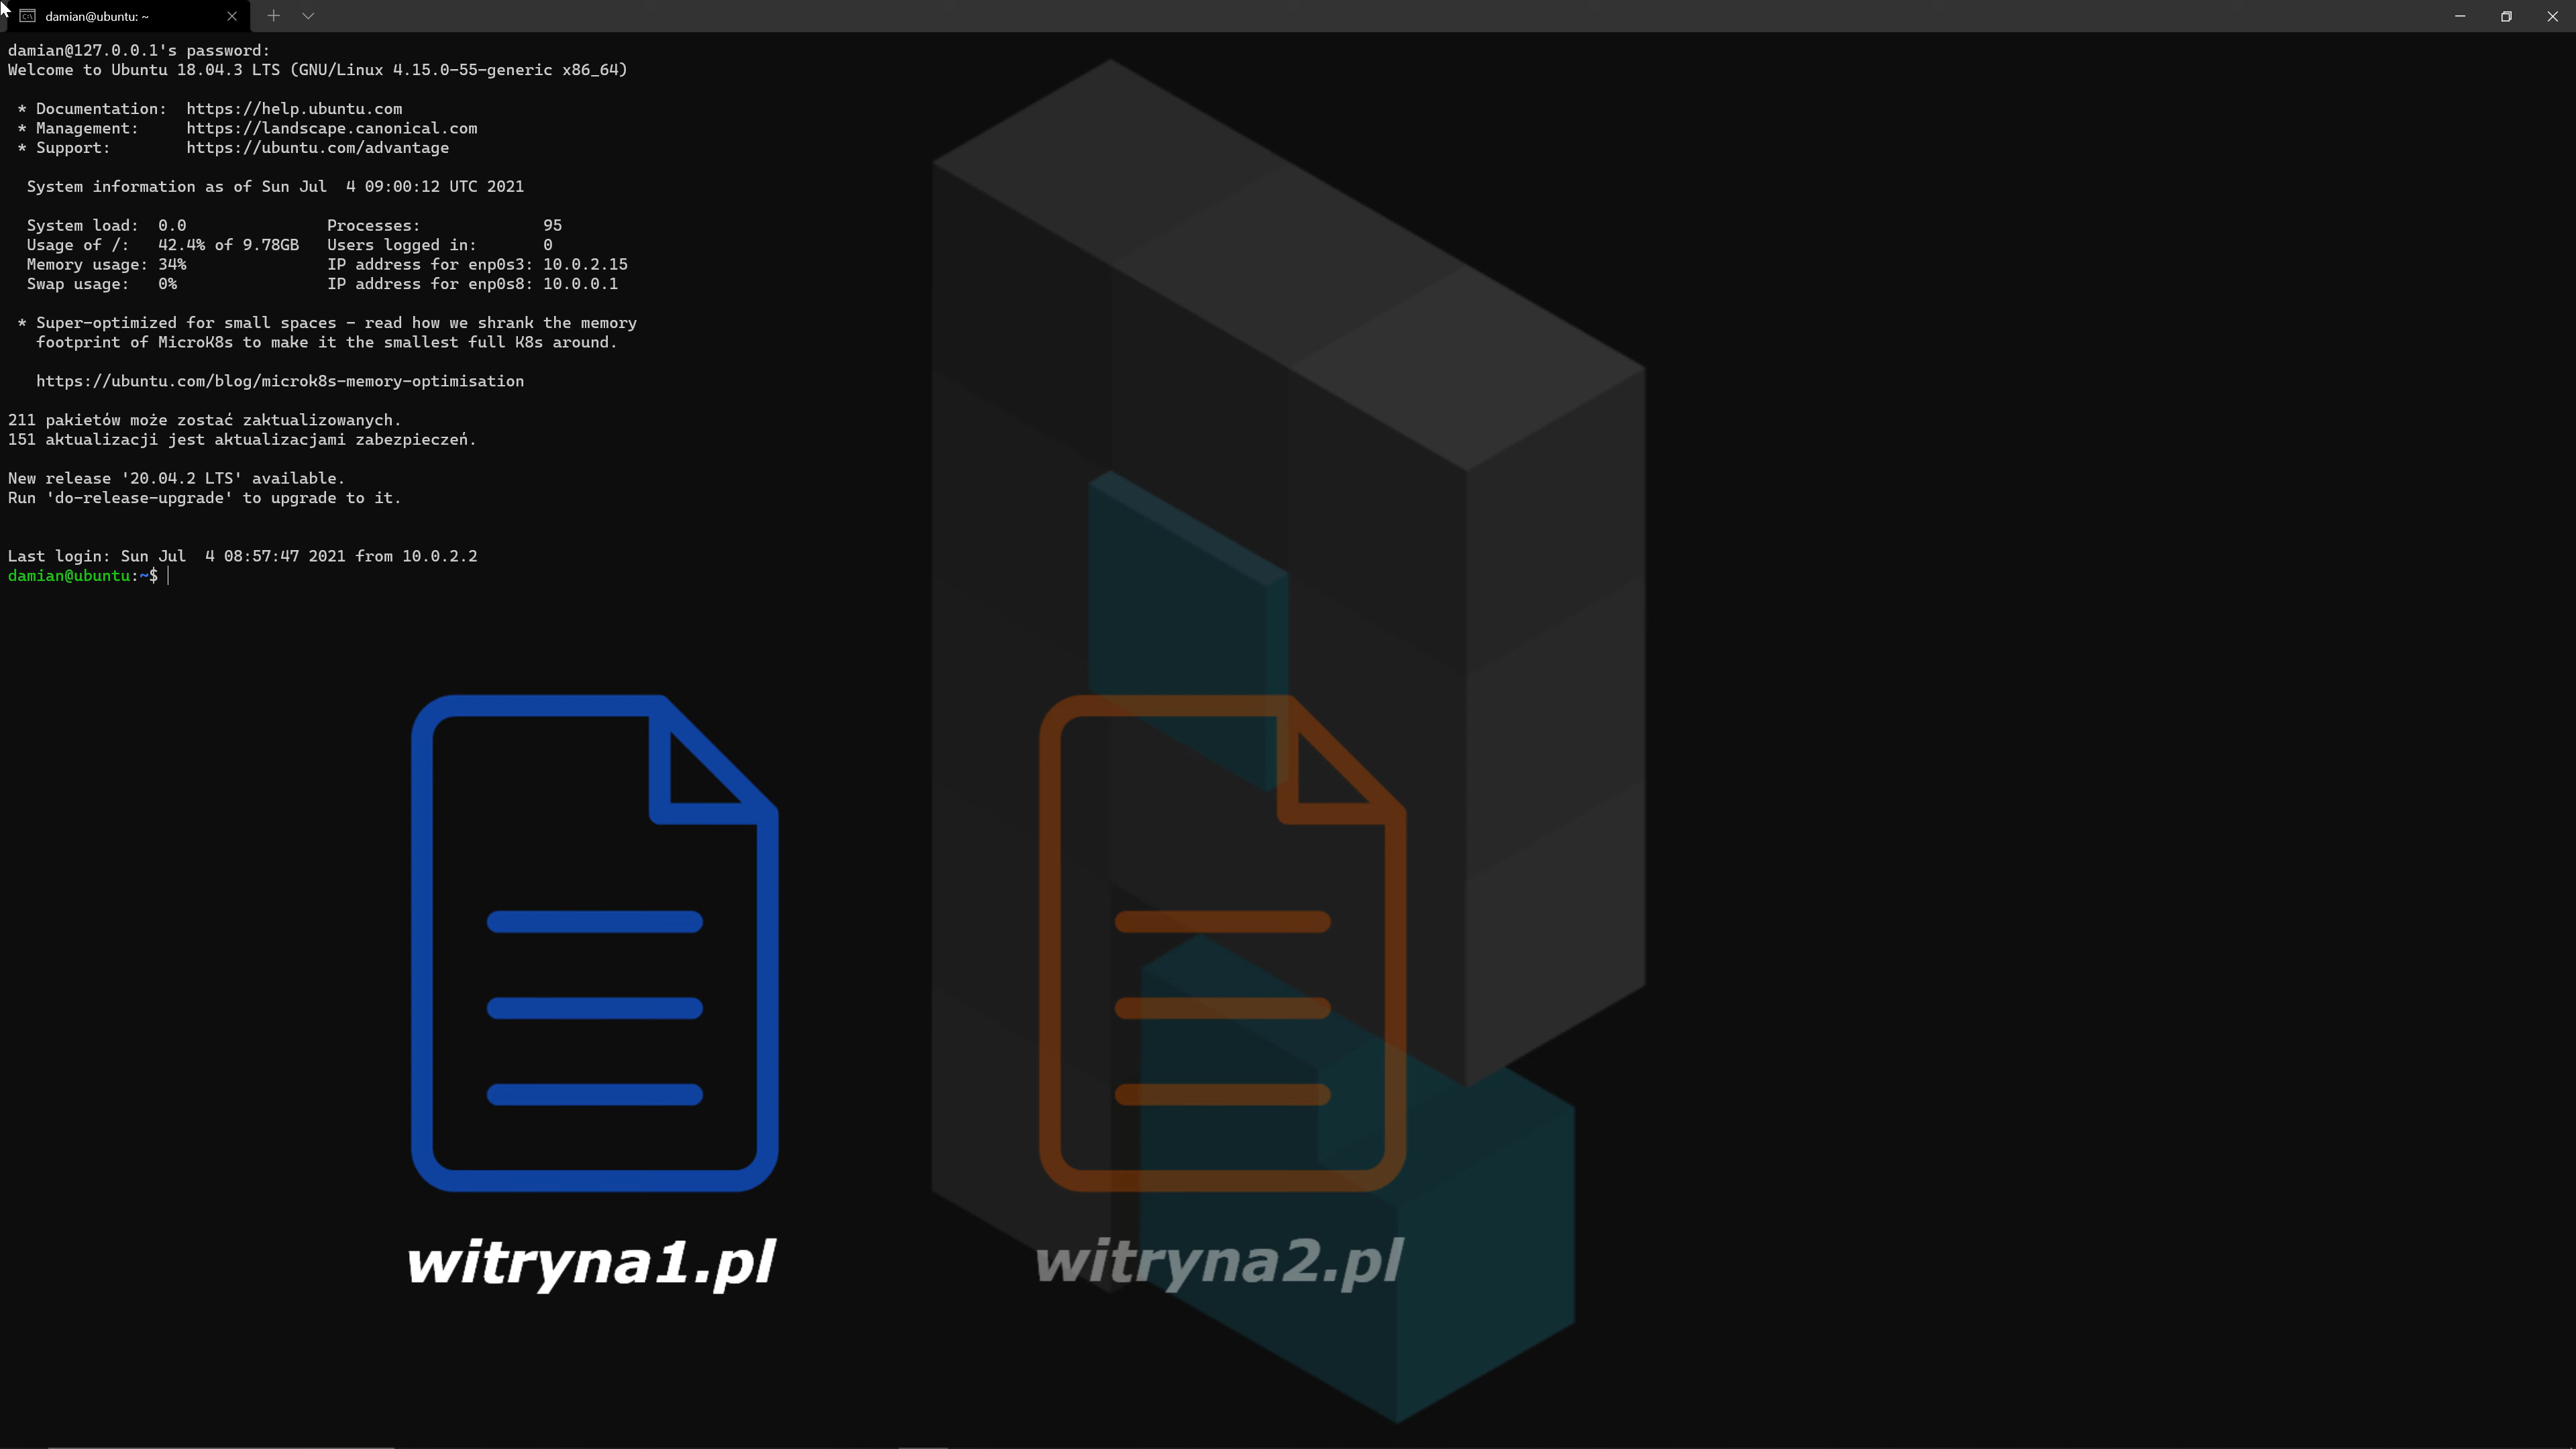 damian@ubuntu: ~
damian@127.0.0.1's password:
Welcome to Ubuntu 18.04.3 LTS (GNU/Linux 4.15.0-55-generic x86_64)
* Documentation:  https://help.ubuntu.com
* Management:     https://landscape.canonical.com
* Support:        https://ubuntu.com/advantage
System information as of Sun Jul  4 09:00:12 UTC 2021
System load:  0.0               Processes:             95
Usage of /:   42.4% of 9.78GB   Users logged in:       0
Memory usage: 34%               IP address for enp0s3: 10.0.2.15
Swap usage:   0%                IP address for enp0s8: 10.0.0.1
* Super-optimized for small spaces - read how we shrank the memory
footprint of MicroK8s to make it the smallest full K8s around.
https://ubuntu.com/blog/microk8s-memory-optimisation
211 pakietów może zostać zaktualizowanych.
151 aktualizacji jest aktualizacjami zabezpieczeń.
New release '20.04.2 LTS' available.
Run 'do-release-upgrade' to upgrade to it.
Last login: Sun Jul  4 08:57:47 2021 from 10.0.2.2
damian@ubuntu:~$
witryna1.pl
witryna2.pl